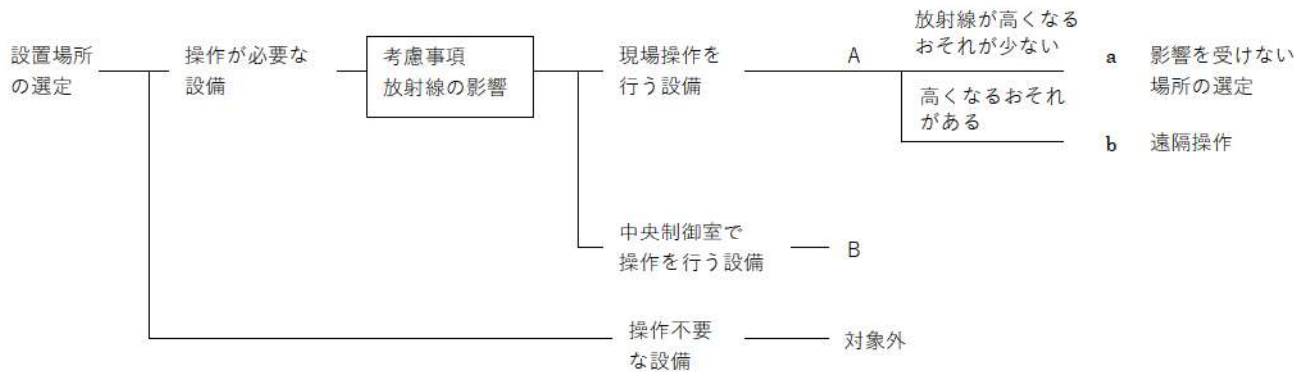 設置場所
の選定
操作が必要な
設備
考慮事項
放射線の影響
現場操作を
行う設備
A
放射線が高くなる
おそれが少ない
a 影響を受けない
場所の選定
高くなるおそれ
がある
b 遠隔操作
中央制御室で
操作を行う設備
B
操作不要
な設備
対象外